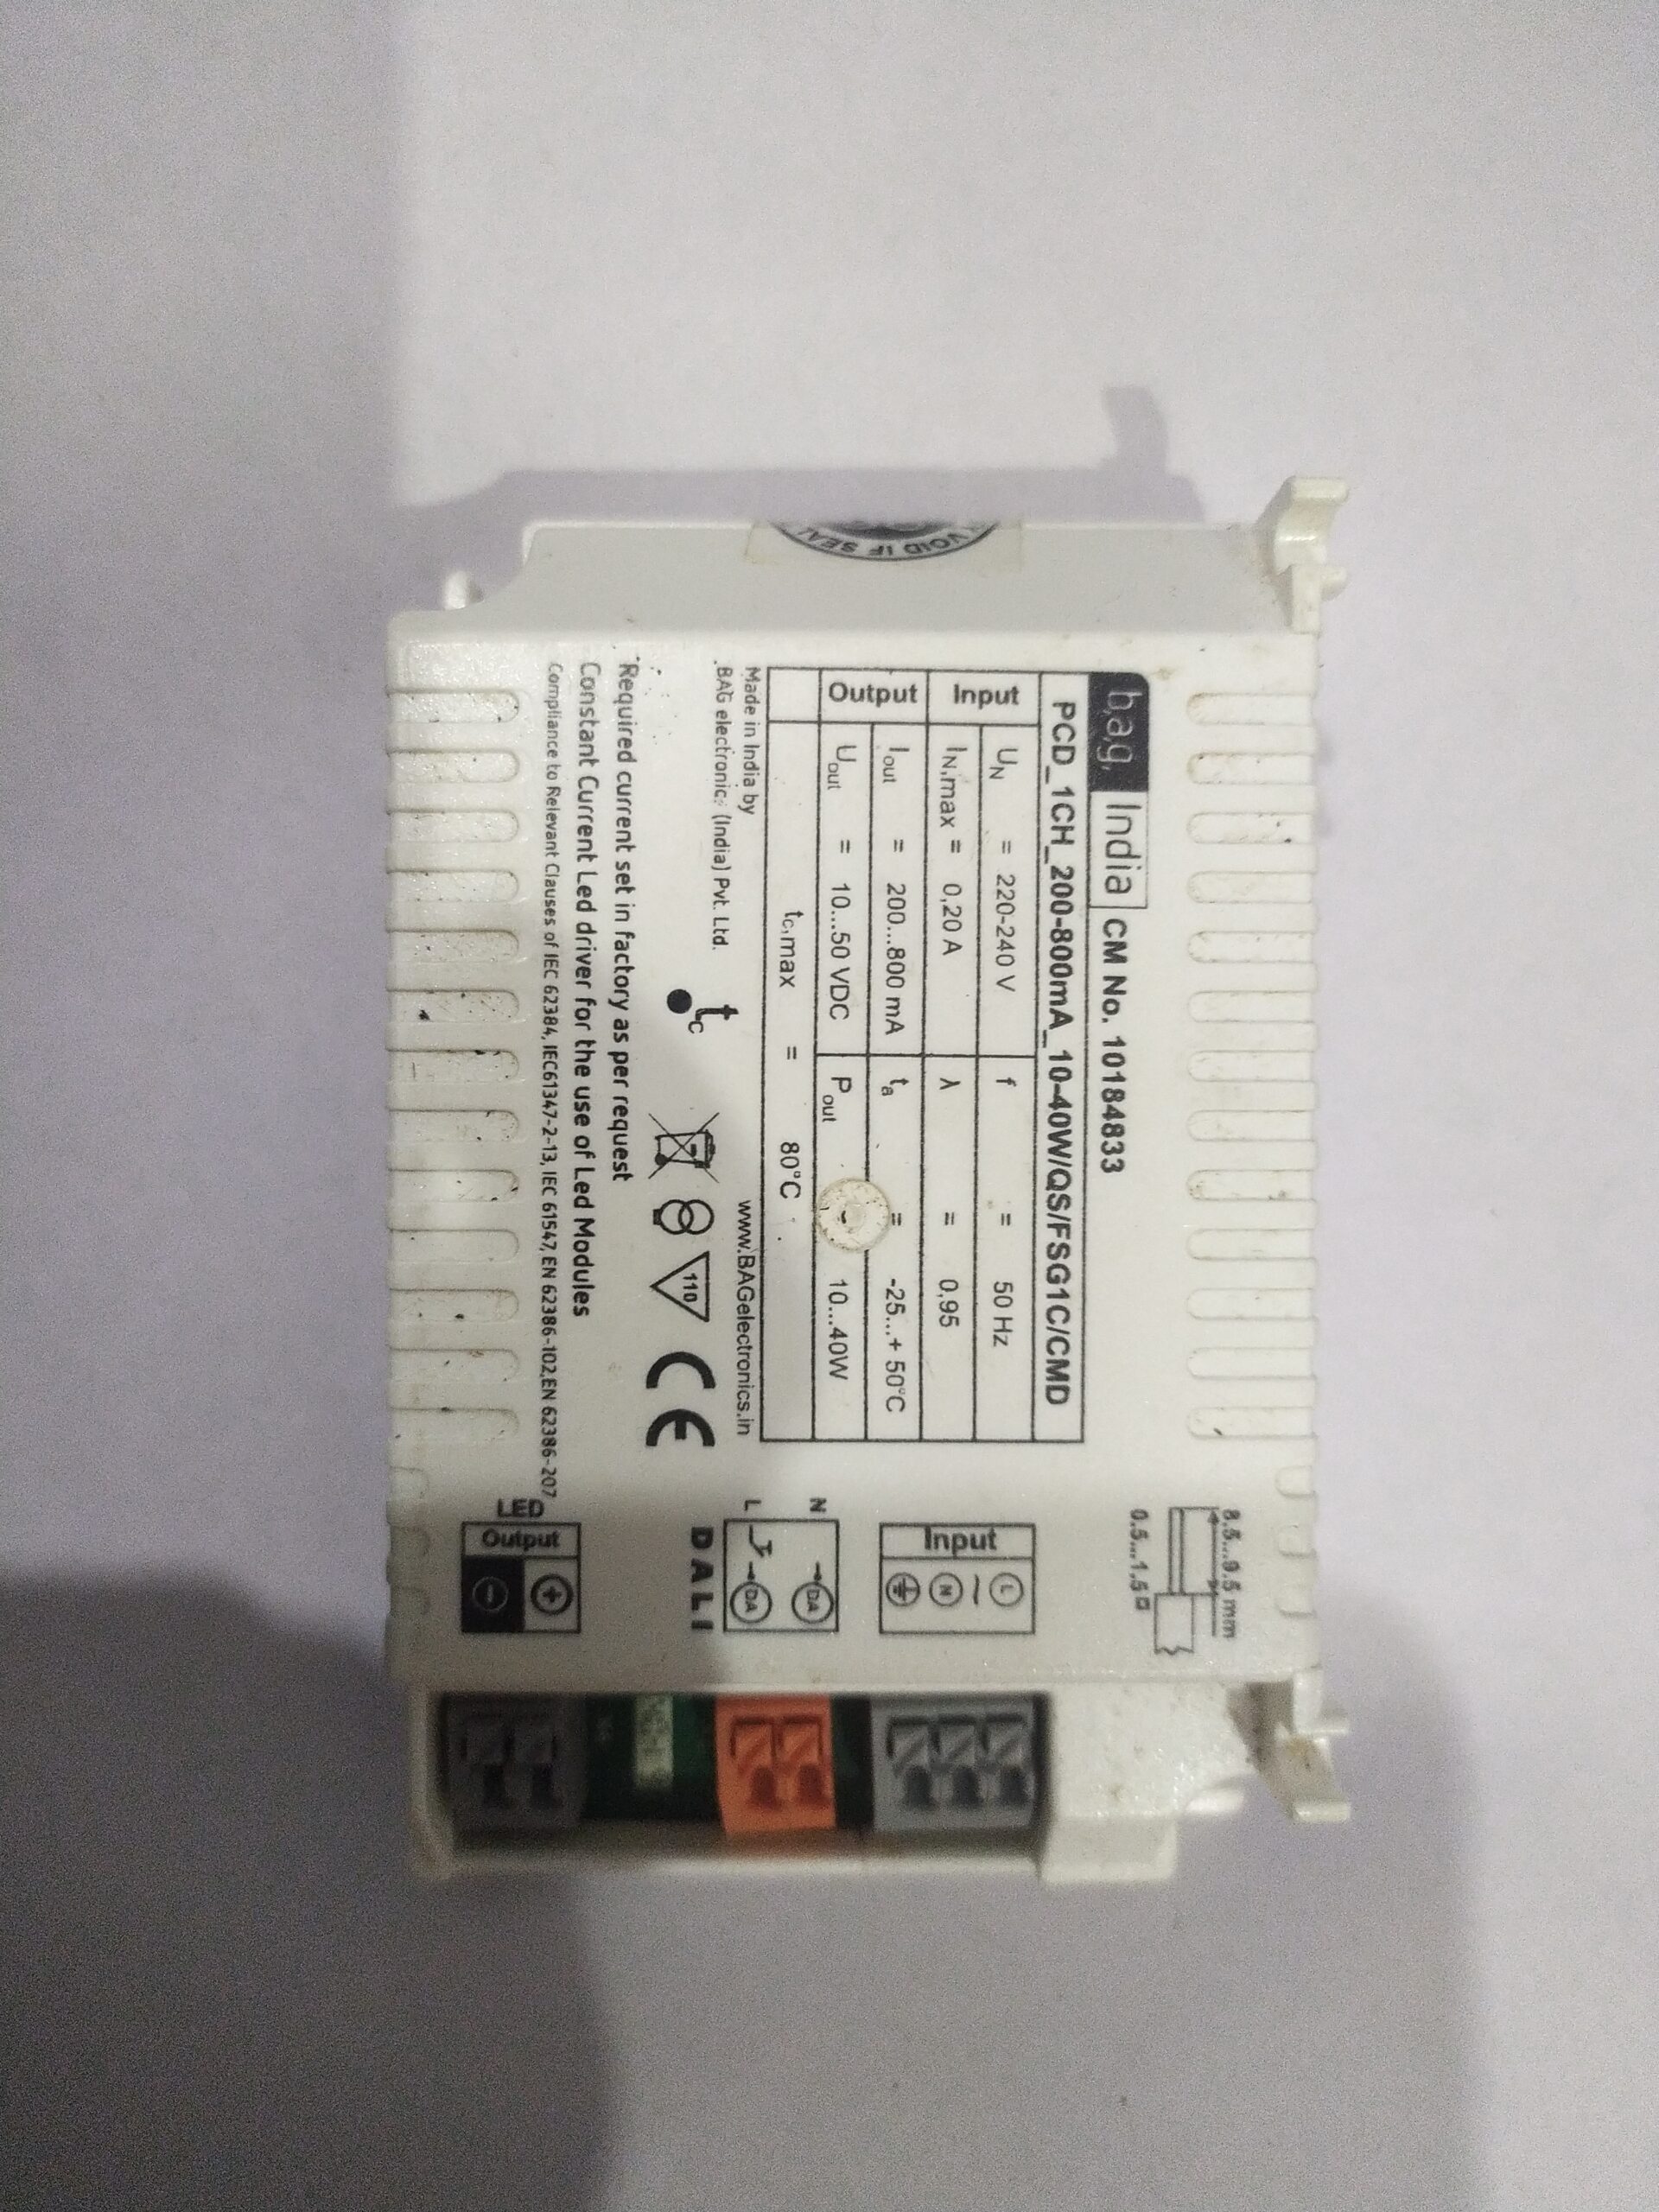 VOID IF SEAL
b,a,g, India CM No. 10184833
PCD_1CH_200-800mA_10-40W/QS/FSG1C/CMD
Input UN = 220-240 V f = 50 Hz
IN,max = 0,20 A λ = 0,95
Output Iout = 200...800 mA ta = -25...+ 50°C
Uout = 10...50 VDC Pout 10...40W
tc,max = 80°C
Made in India by www.BAGelectronics.in
BAG electronics (India) Pvt. Ltd.
tc
110
CE
*Required current set in factory as per request
Constant Current Led driver for the use of Led Modules
Compliance to Relevant Clauses of IEC 62384, IEC61347-2-13, IEC 61547, EN 62386-102,EN 62386-207
8.5...9.5 mm
0.5...1.5□
Input L ~ N
N DA
L DA
DALI
Output + -
LED